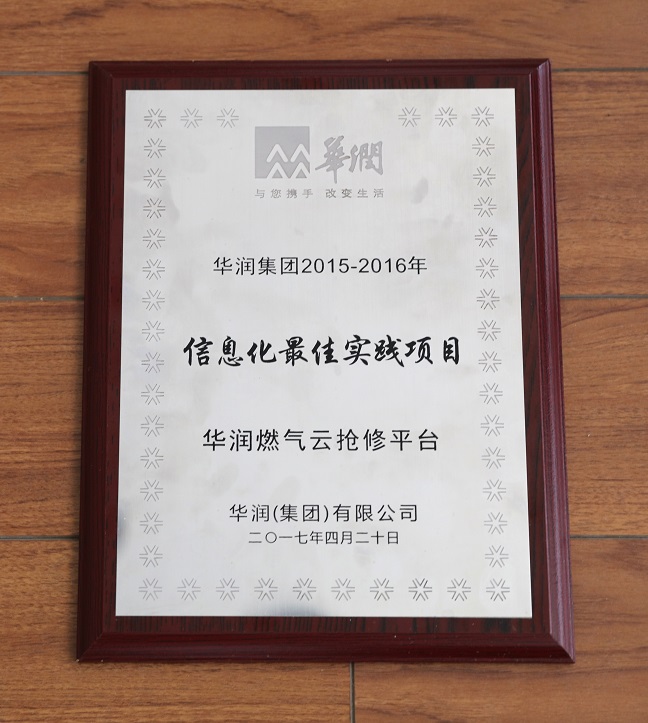 華潤
与您携手 改变生活
华润集团2015-2016年
信息化最佳实践项目
华润燃气云抢修平台
华润(集团)有限公司
二〇一七年四月二十日